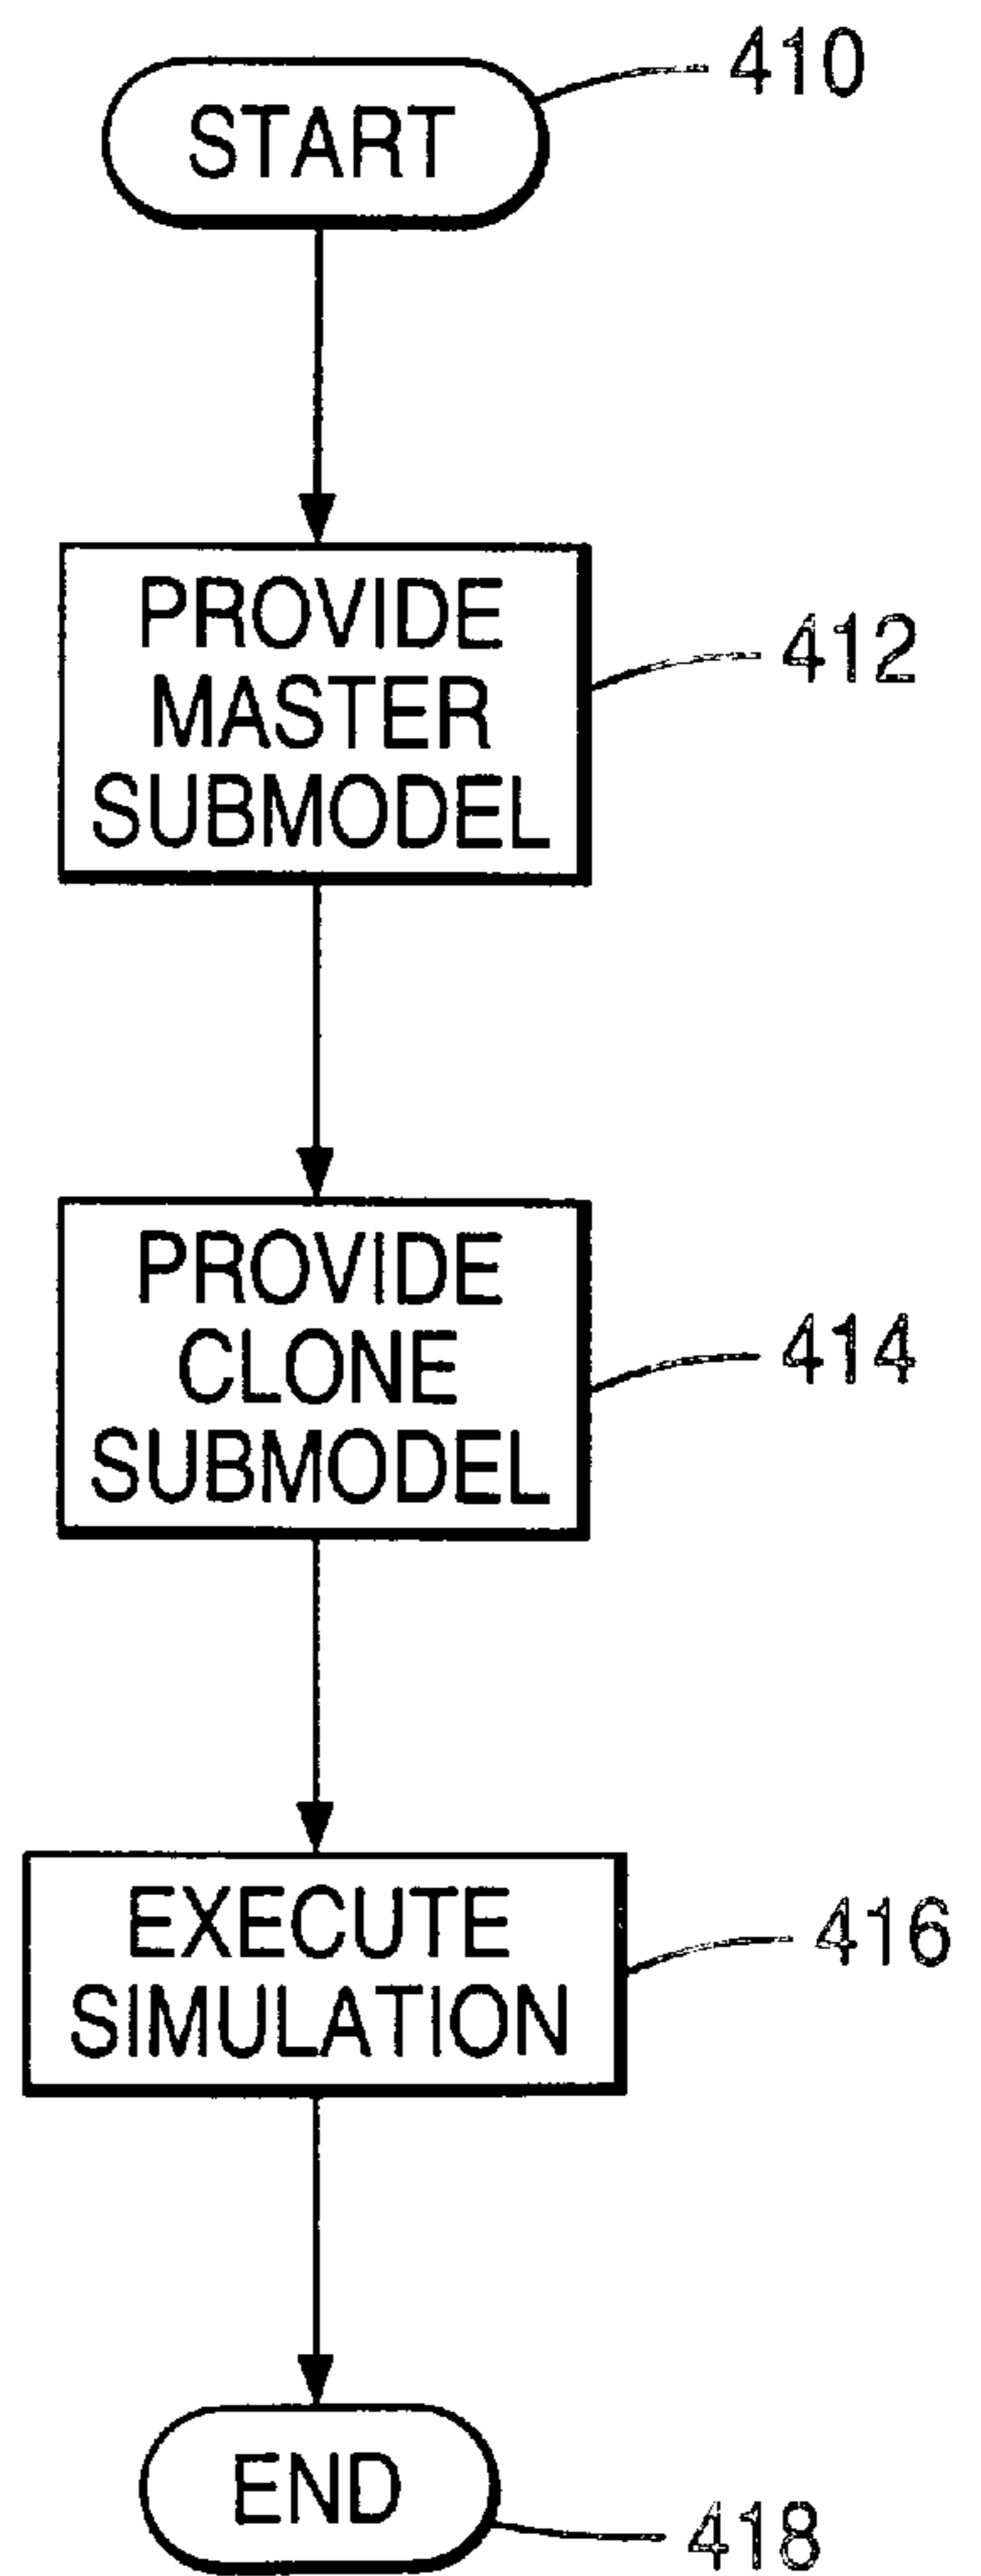 START
410
PROVIDE
MASTER
SUBMODEL
412
PROVIDE
CLONE
SUBMODEL
414
EXECUTE
SIMULATION
416
END
418